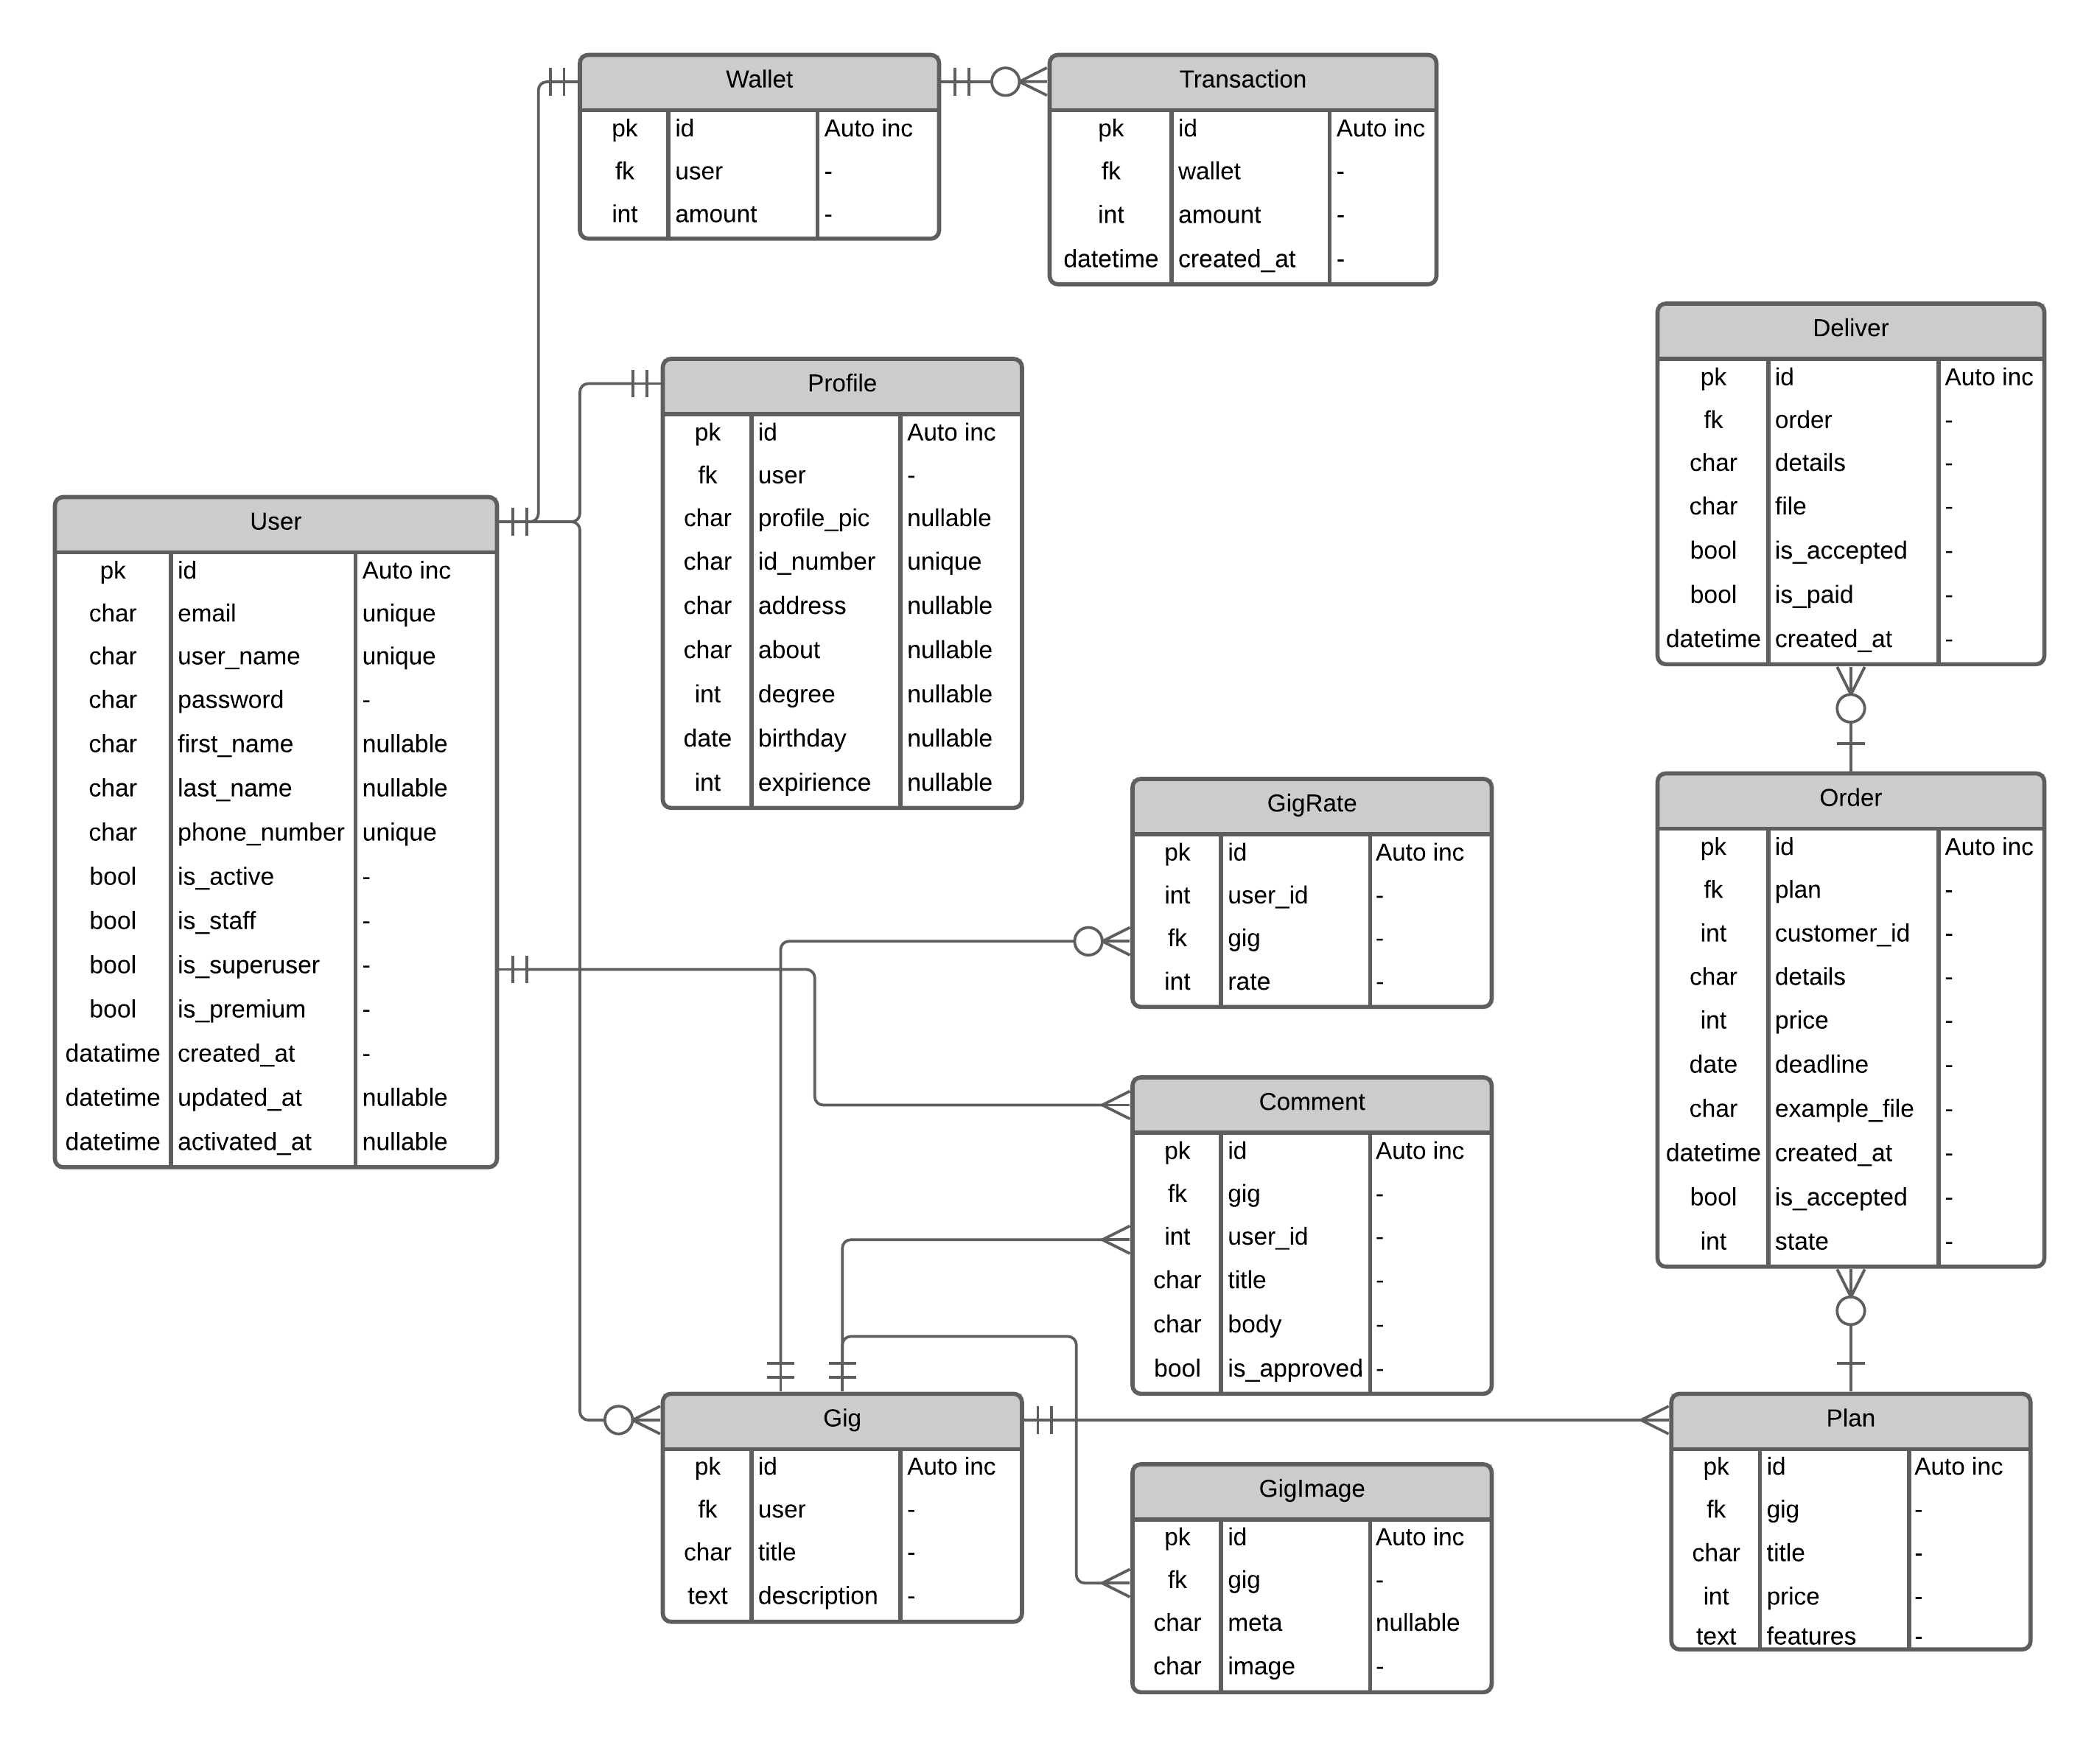 Wallet
pk id Auto inc
fk user -
int amount -
Transaction
pk id Auto inc
fk wallet -
int amount -
datetime created_at -
Deliver
pk id Auto inc
fk order -
char details -
char file -
bool is_accepted -
bool is_paid -
datetime created_at -
Profile
pk id Auto inc
fk user -
char profile_pic nullable
char id_number unique
char address nullable
char about nullable
int degree nullable
date birthday nullable
int expirience nullable
User
pk id Auto inc
char email unique
char user_name unique
char password -
char first_name nullable
char last_name nullable
char phone_number unique
bool is_active -
bool is_staff -
bool is_superuser -
bool is_premium -
datatime created_at -
datetime updated_at nullable
datetime activated_at nullable
GigRate
pk id Auto inc
int user_id -
fk gig -
int rate -
Order
pk id Auto inc
fk plan -
int customer_id -
char details -
int price -
date deadline -
char example_file -
datetime created_at -
bool is_accepted -
int state -
Comment
pk id Auto inc
fk gig -
int user_id -
char title -
char body -
bool is_approved -
Gig
pk id Auto inc
fk user -
char title -
text description -
GigImage
pk id Auto inc
fk gig -
char meta nullable
char image -
Plan
pk id Auto inc
fk gig -
char title -
int price -
text features -